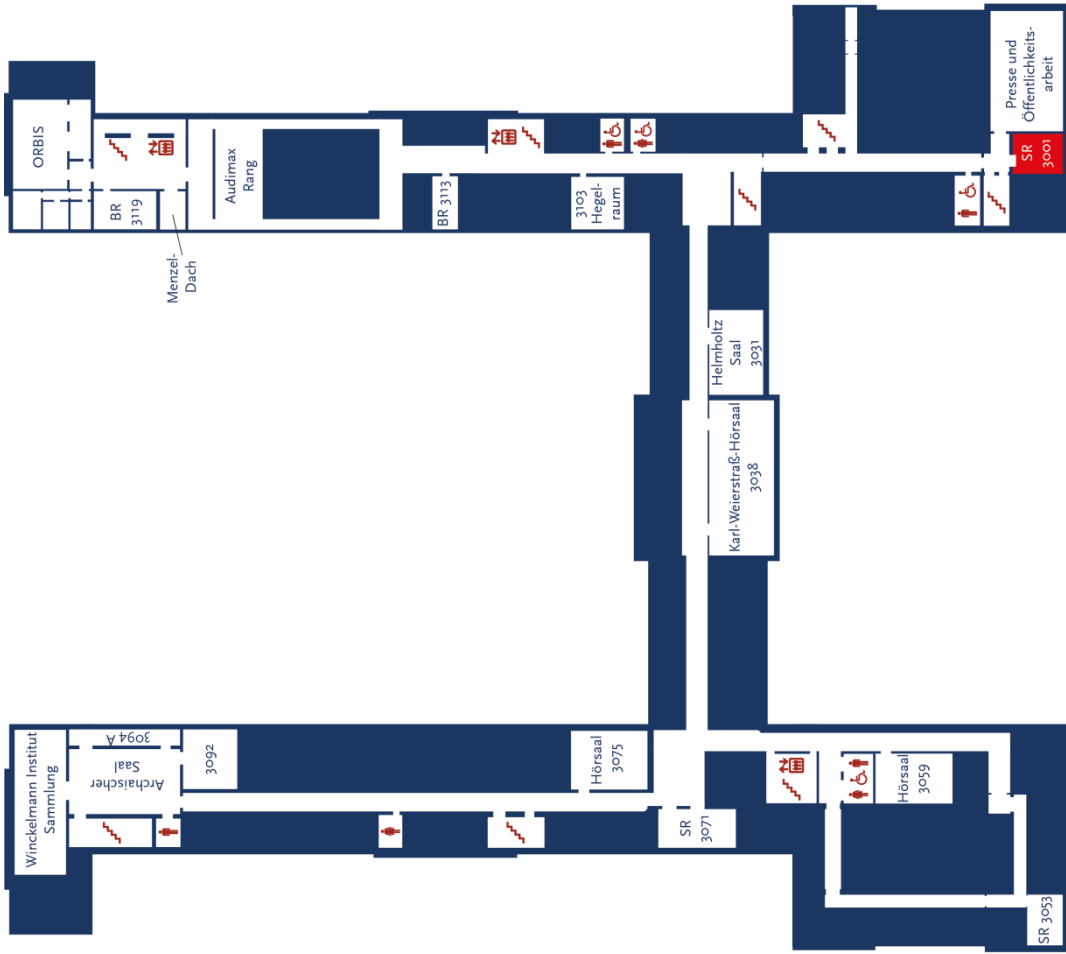 ORBIS
BR
3119
Menzel-
Dach
Audimax
Rang
BR 3113
3103
Hegel-
raum
Presse und
Öffentlichkeits-
arbeit
SR
3001
Helmholtz
Saal
3031
Karl-Weierstraß-Hörsaal
3038
Winckelmann Institut
Sammlung
3094 A
Archaischer
Saal
3092
Hörsaal
3075
SR
3071
Hörsaal
3059
SR 3053